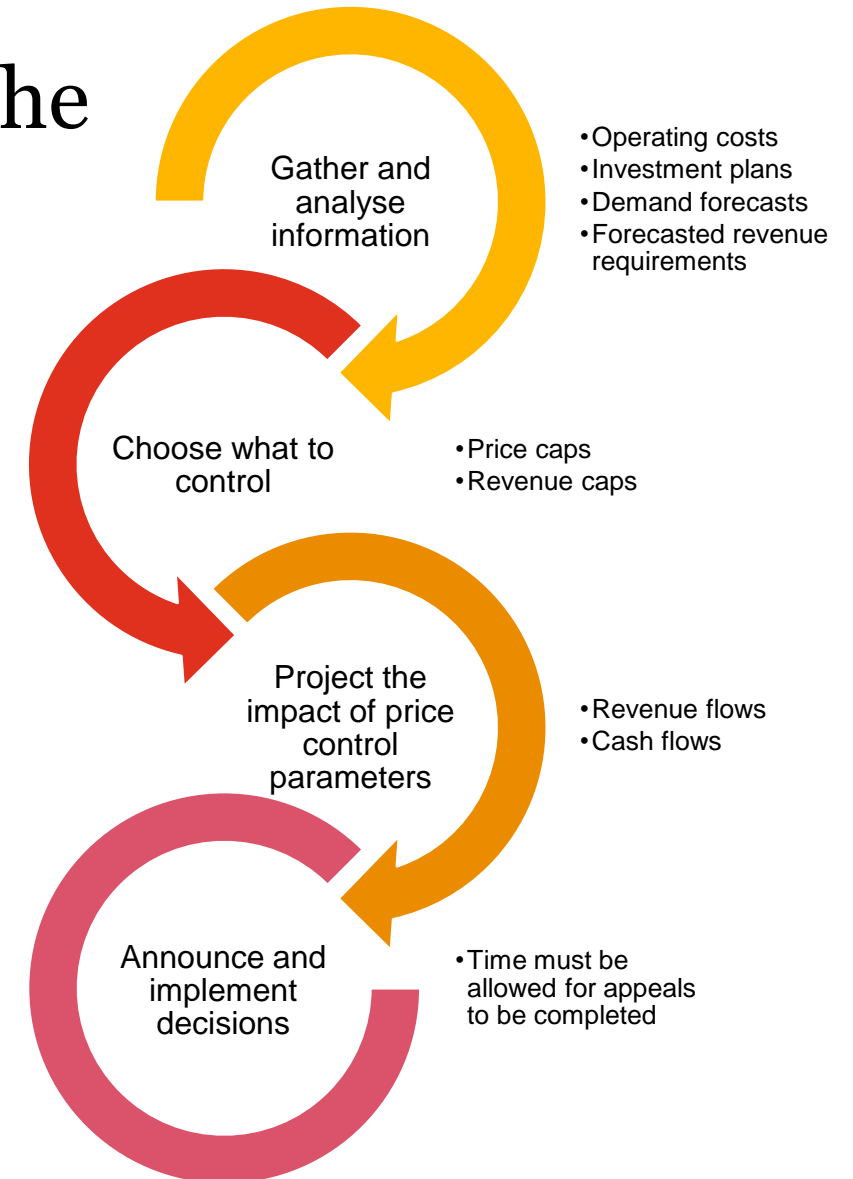 he
Gather and
analyse
information
•Operating costs
•Investment plans
•Demand forecasts
•Forecasted revenue
requirements
Choose what to
control
•Price caps
•Revenue caps
Project the
impact of price
control
parameters
•Revenue flows
•Cash flows
Announce and
implement
decisions
•Time must be
allowed for appeals
to be completed